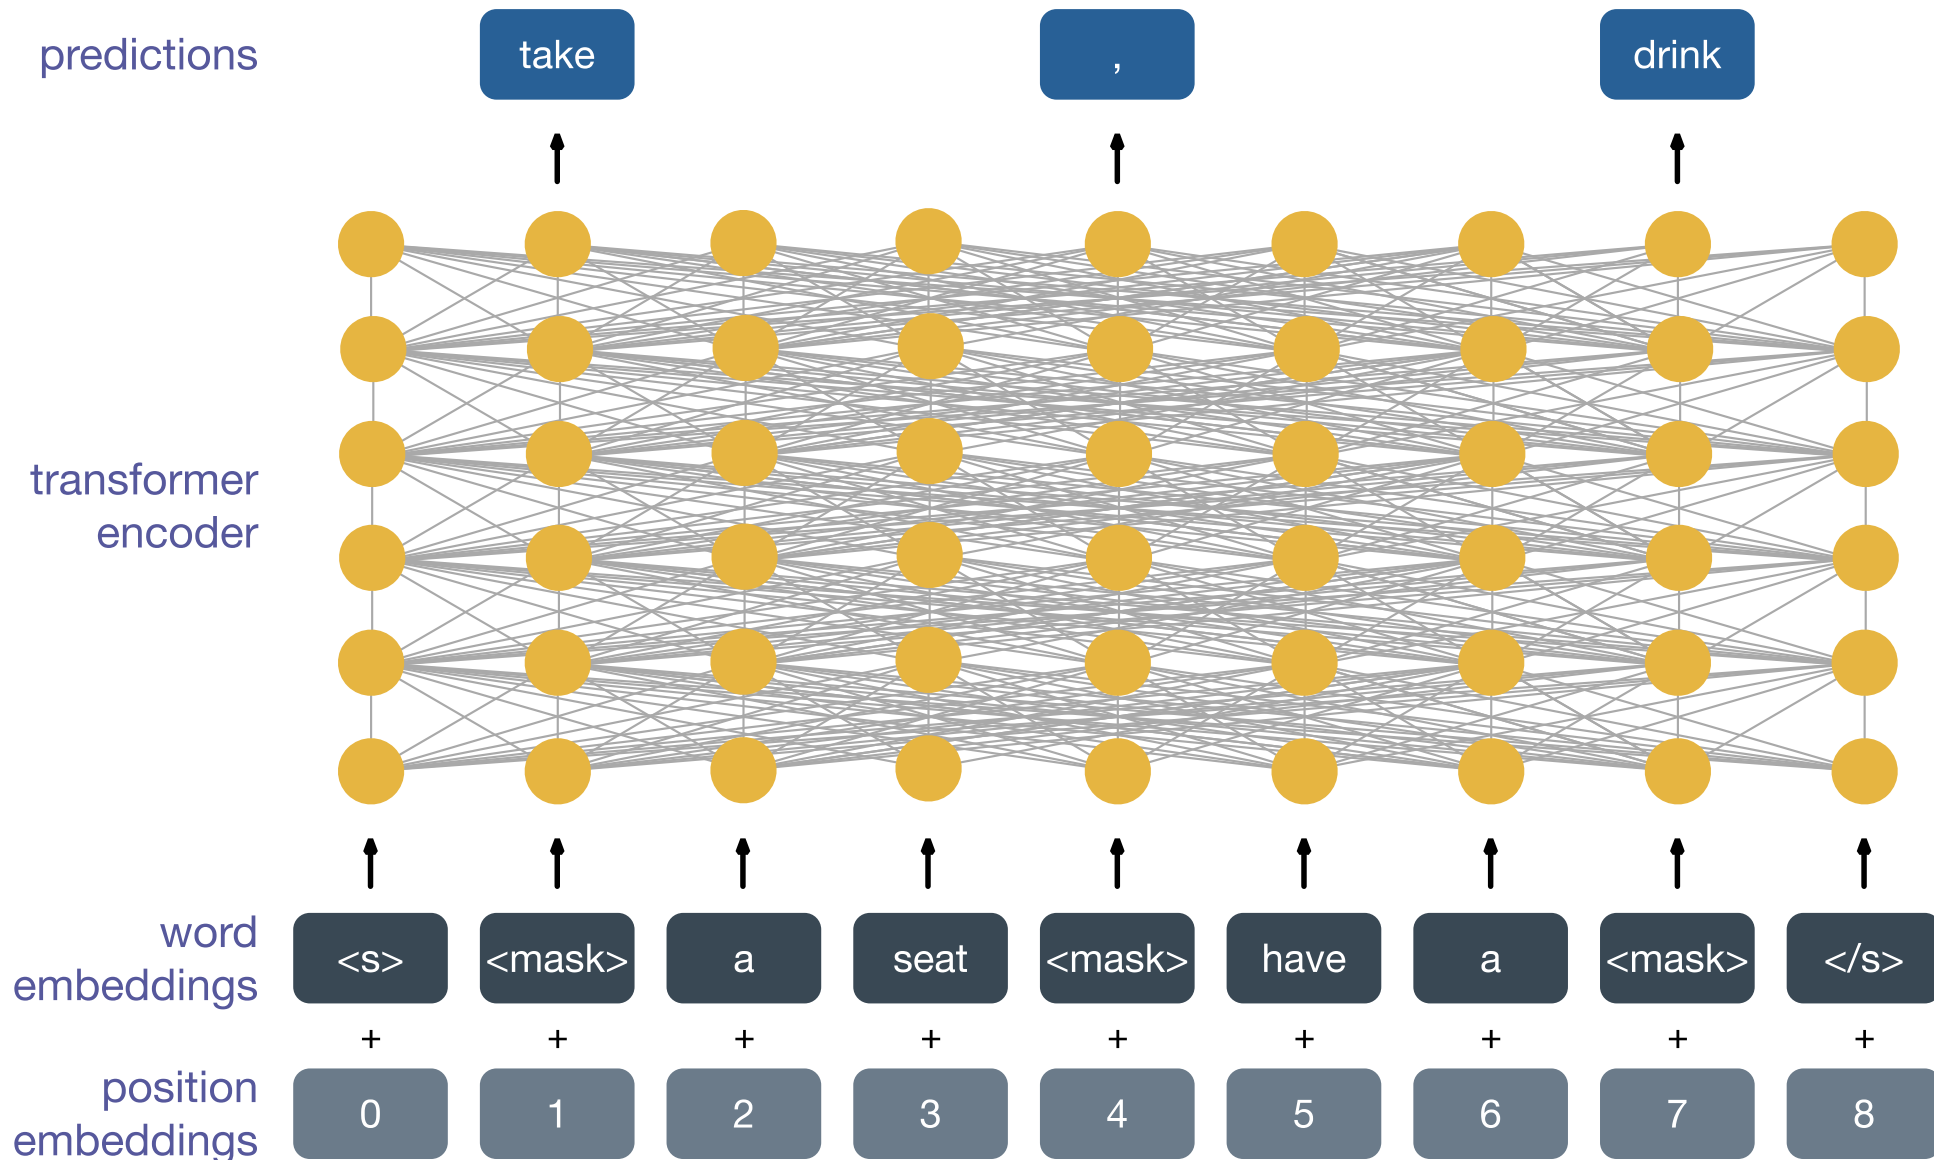 predictions take , drink
transformer
encoder
word
embeddings <s> <mask> a seat <mask> have a <mask> </s>
+ + + + + + + + +
position
embeddings 0 1 2 3 4 5 6 7 8